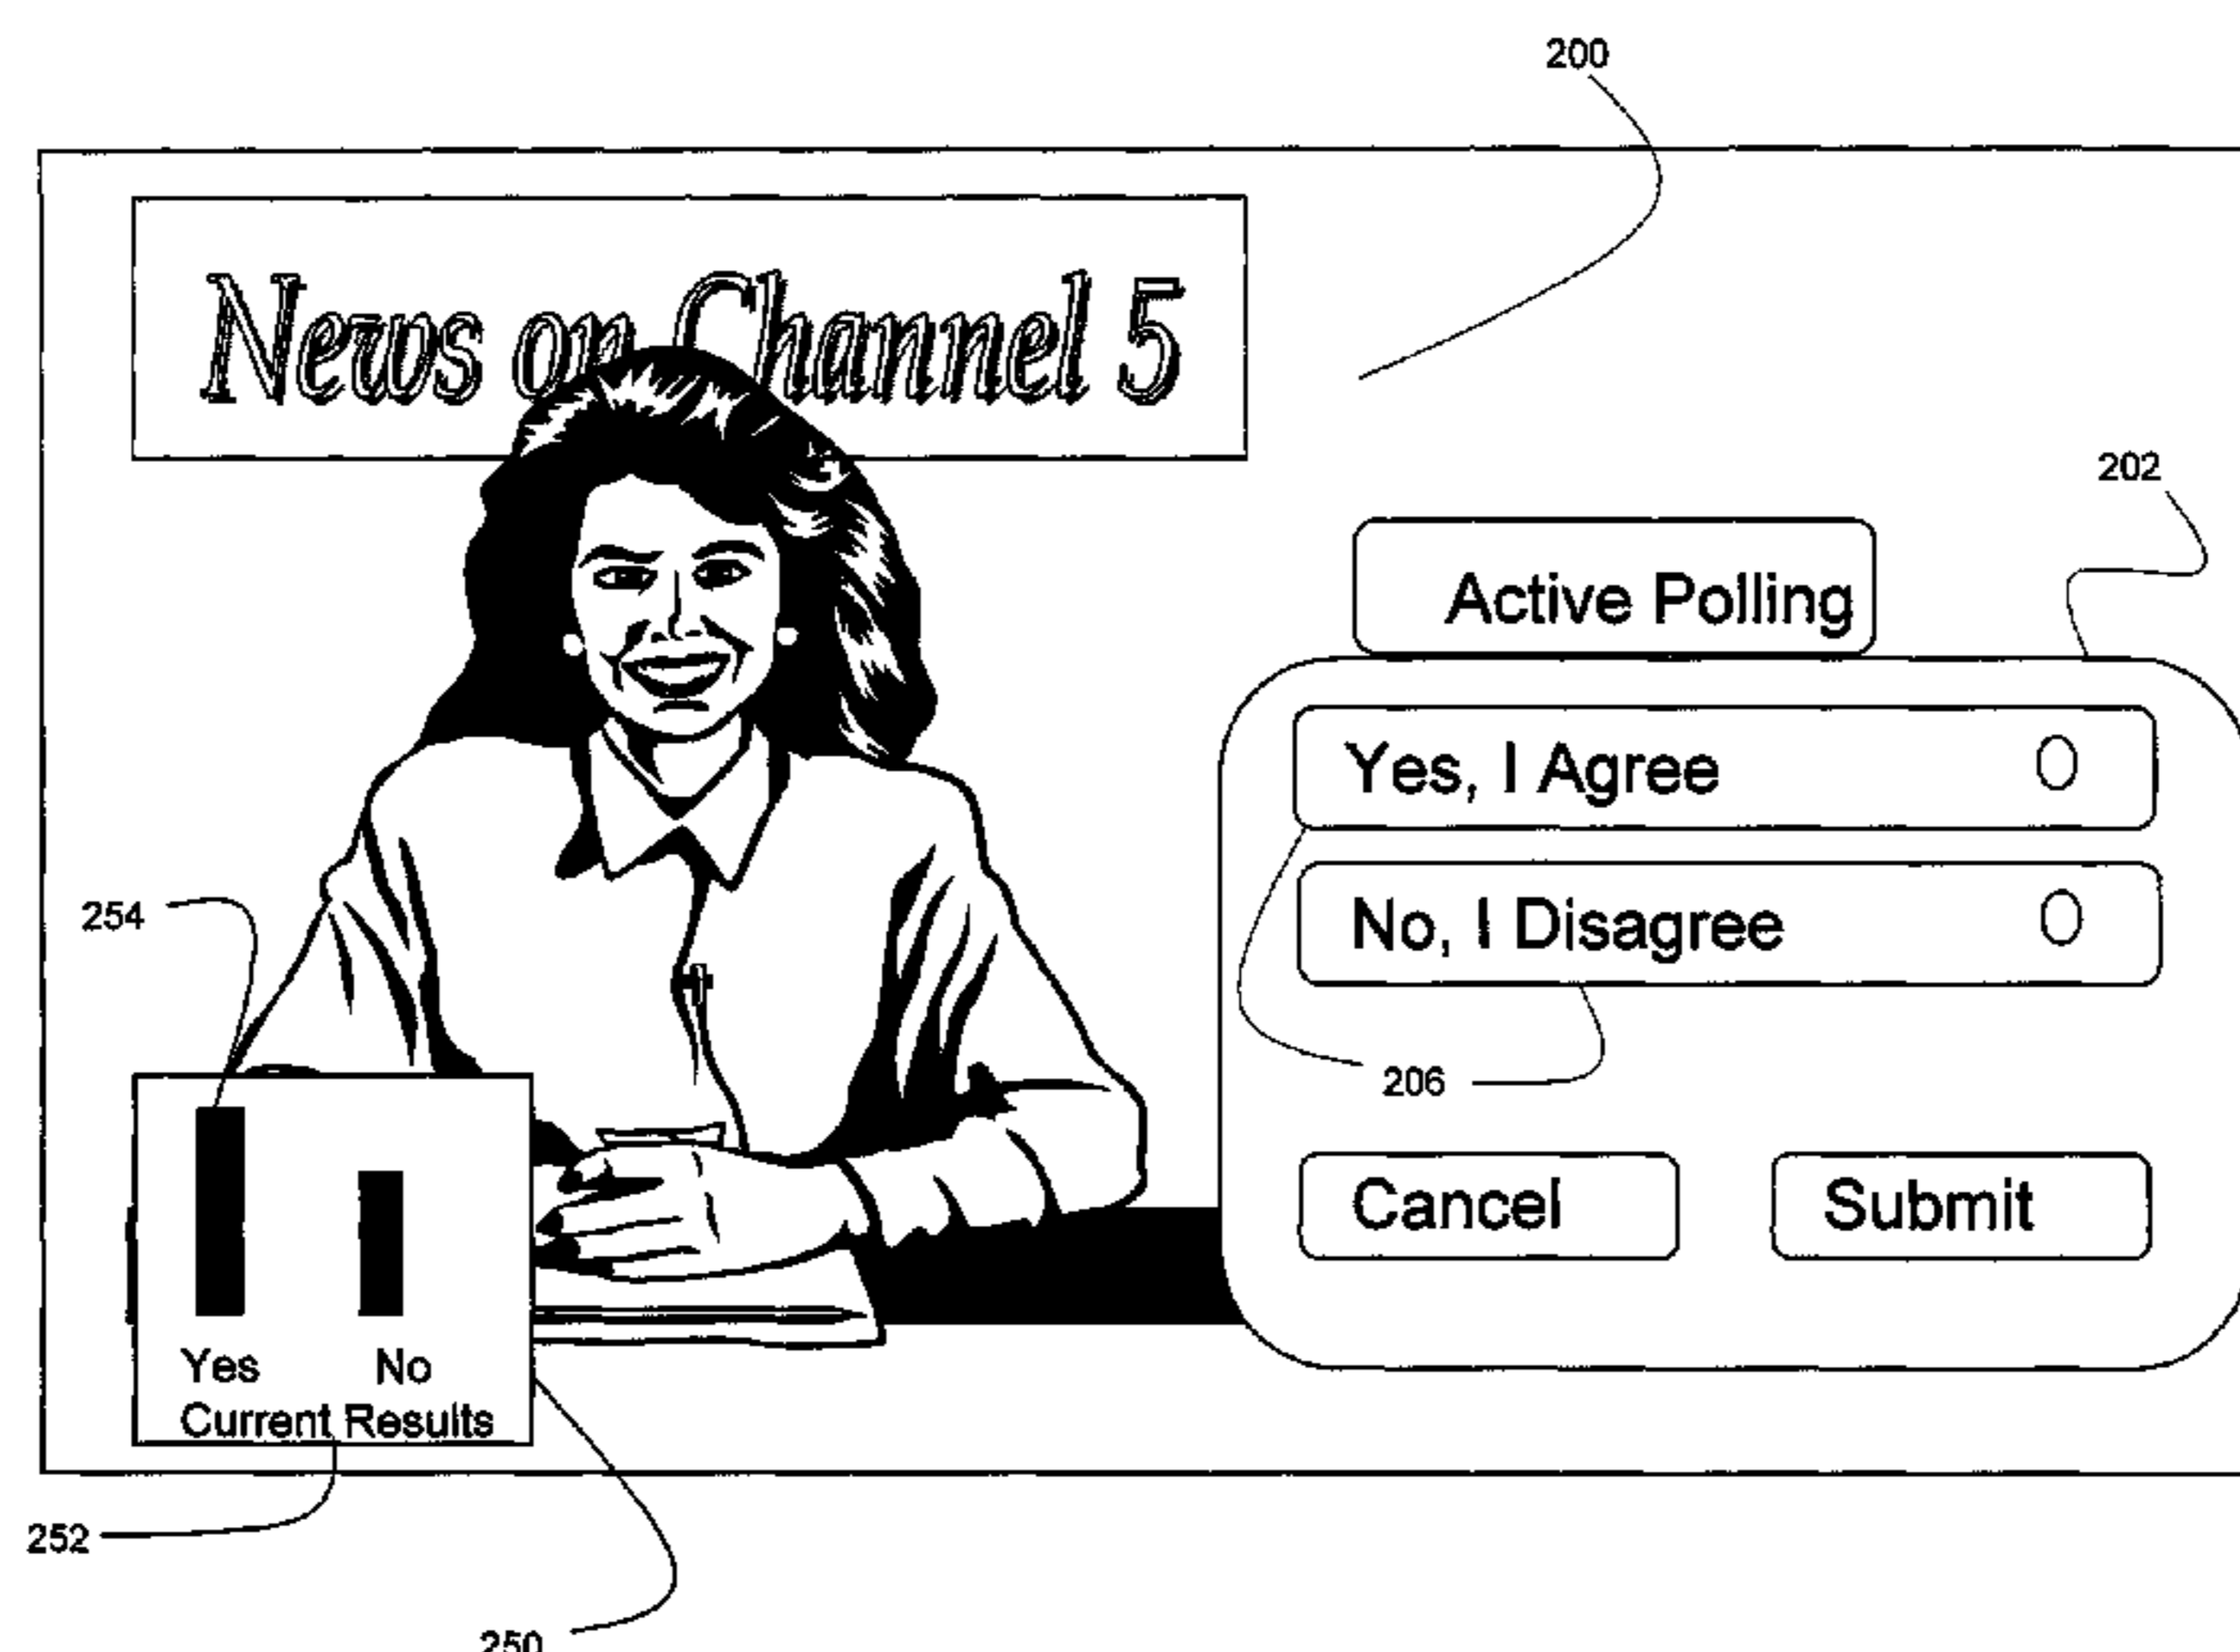 200
News on Channel 5
202
Active Polling
Yes, I Agree
No, I Disagree
254
206
Cancel
Submit
Yes No
Current Results
252
250